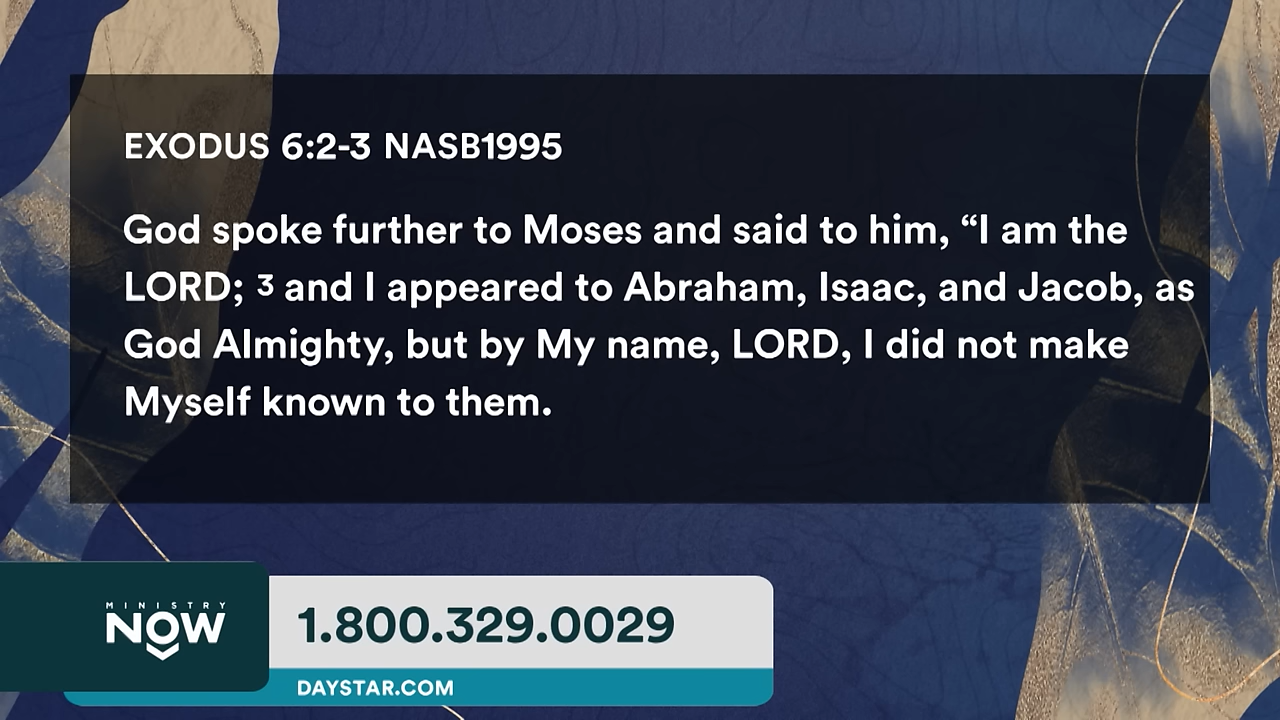 EXODUS 6:2-3 NASB1995
God spoke further to Moses and said to him, “I am the
LORD; 3 and I appeared to Abraham, Isaac, and Jacob, as
God Almighty, but by My name, LORD, I did not make
Myself known to them.
MINISTRY
NOW
1.800.329.0029
DAYSTAR.COM